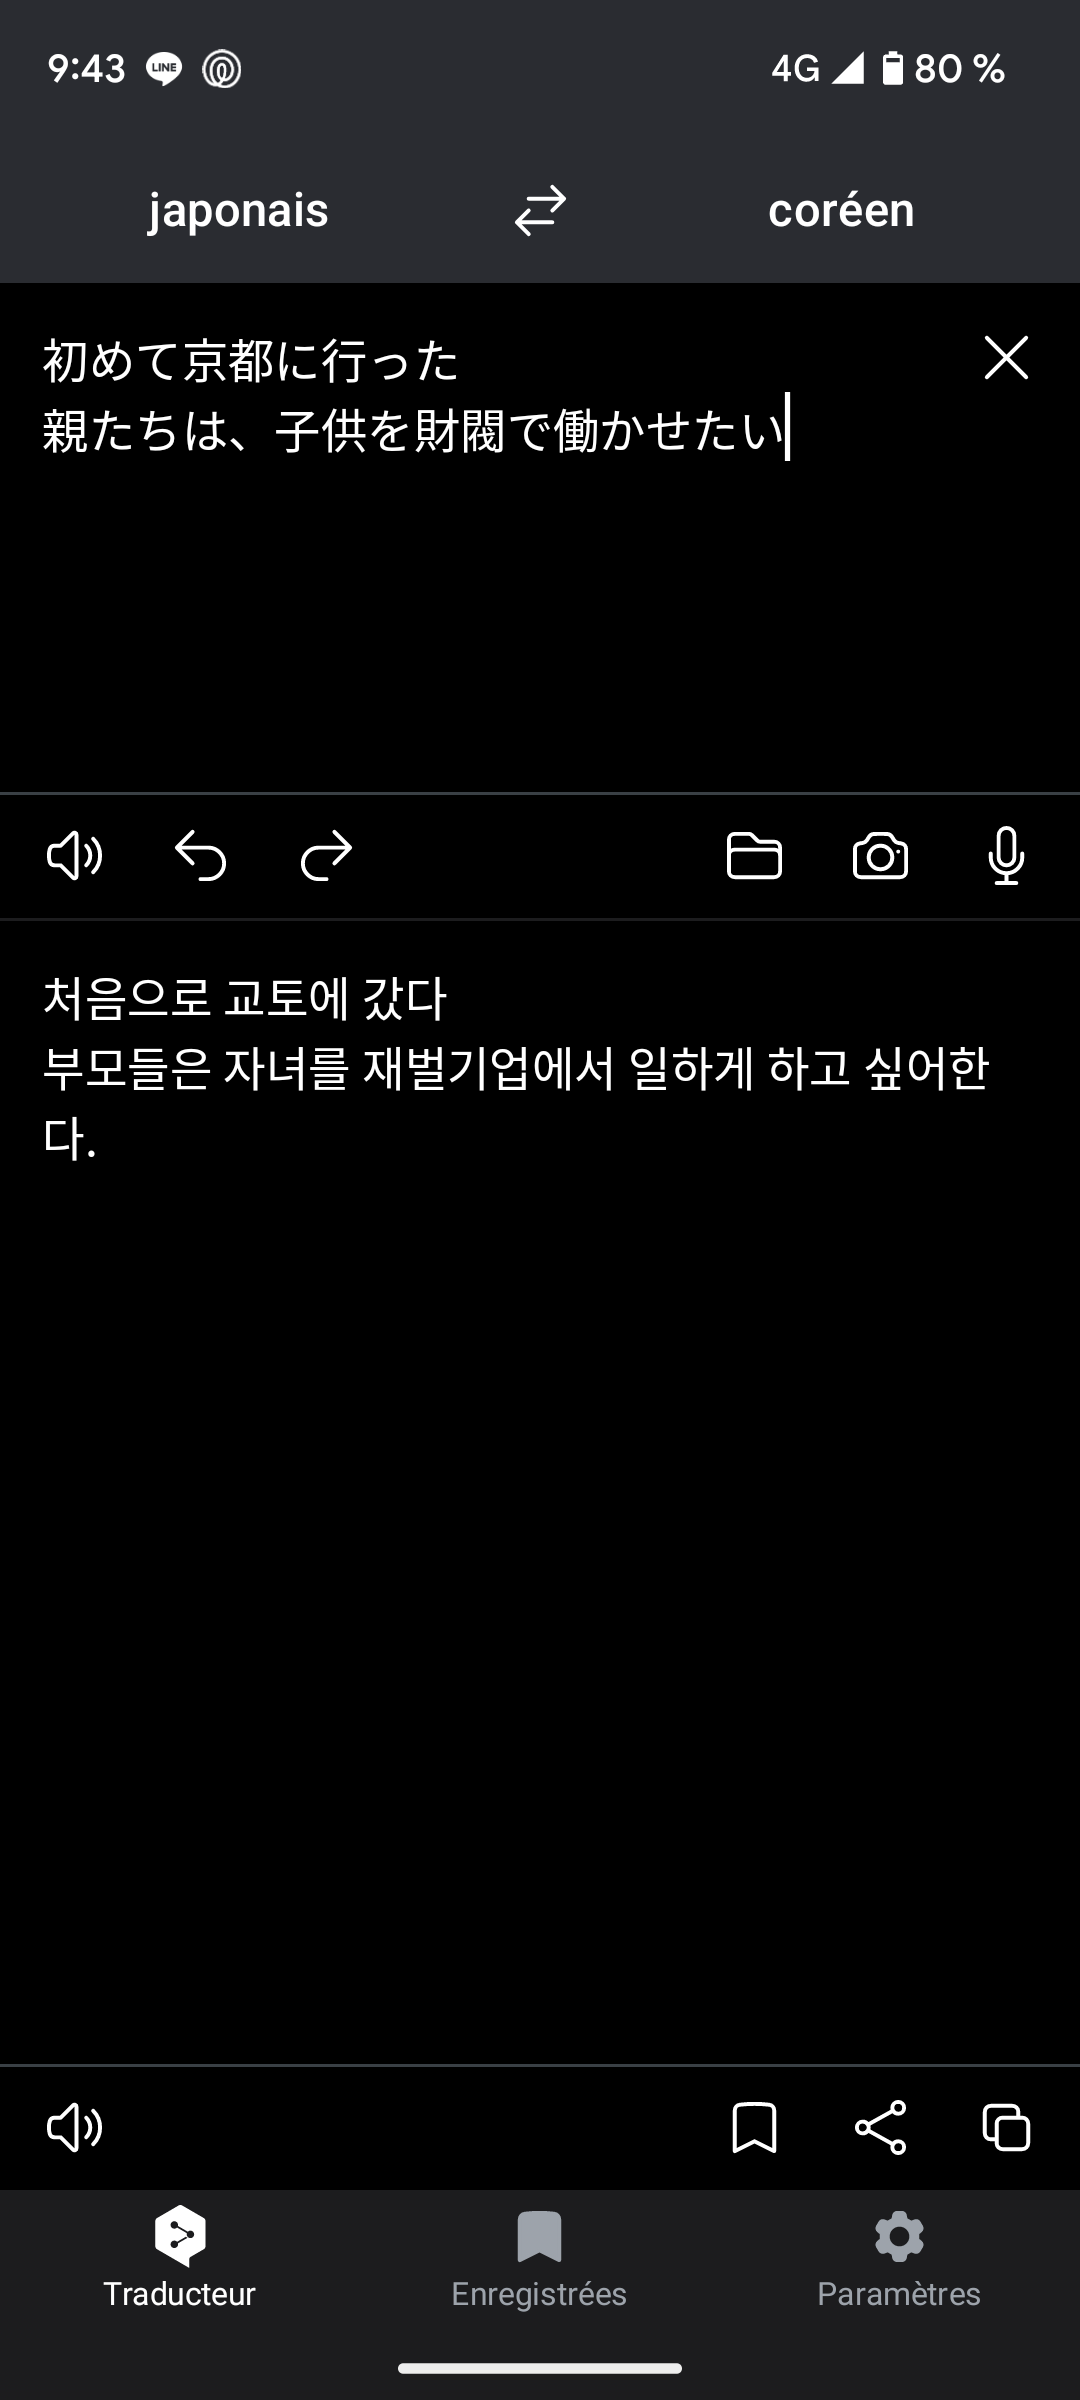 9:43 LINE 4G 80 %
japonais coréen
初めて京都に行った
親たちは、子供を財閥で働かせたい
처음으로 교토에 갔다
부모들은 자녀를 재벌기업에서 일하게 하고 싶어한
다.
Traducteur Enregistrées Paramètres